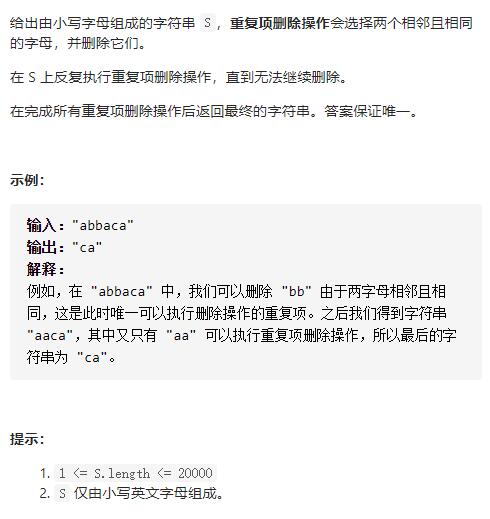 给出由小写字母组成的字符串 S，重复项删除操作会选择两个相邻且相同
的字母，并删除它们。
在 S 上反复执行重复项删除操作，直到无法继续删除。
在完成所有重复项删除操作后返回最终的字符串。答案保证唯一。
示例：
输入："abbaca"
输出："ca"
解释：
例如，在 "abbaca" 中，我们可以删除 "bb" 由于两字母相邻且相
同，这是此时唯一可以执行删除操作的重复项。之后我们得到字符串
"aaca"，其中又只有 "aa" 可以执行重复项删除操作，所以最后的字
符串为 "ca"。
提示：
1. 1 <= S.length <= 20000
2. S 仅由小写英文字母组成。